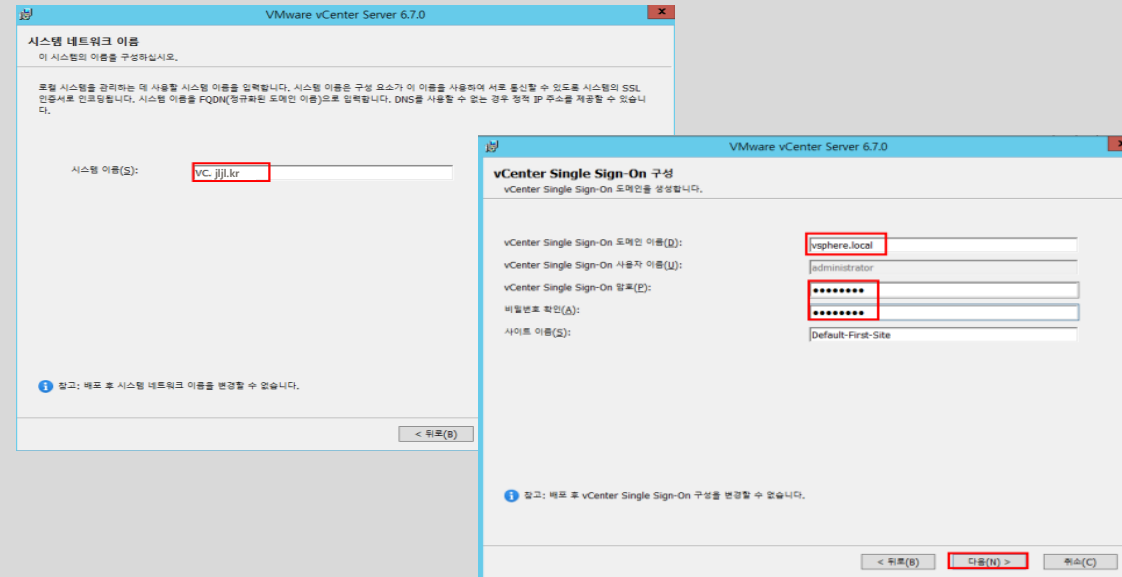 VMware vCenter Server 6.7.0
x
시스템 네트워크 이름
이 시스템의 이름을 구성하십시오.
로컬 시스템을 관리하는 데 사용할 시스템 이름을 입력합니다. 시스템 이름은 구성 요소가 이 이름을 사용하여 서로 통신할 수 있도록 시스템의 SSL
인증서로 인코딩됩니다. 시스템 이름을 FQDN(정규화된 도메인 이름)으로 입력합니다. DNS를 사용할 수 없는 경우 정적 IP 주소를 제공할 수 있습니
다.
시스템 이름(S):
VC. jljl.kr
참고: 배포 후 시스템 네트워크 이름을 변경할 수 없습니다.
< 뒤로(B)
VMware vCenter Server 6.7.0
vCenter Single Sign-On 구성
vCenter Single Sign-On 도메인을 생성합니다.
vCenter Single Sign-On 도메인 이름(D):
vsphere.local
vCenter Single Sign-On 사용자 이름(U):
administrator
vCenter Single Sign-On 암호(P):
●●●●●●●●
비밀번호 확인(A):
●●●●●●●●
사이트 이름(S):
Default-First-Site
참고: 배포 후 vCenter Single Sign-On 구성을 변경할 수 없습니다.
< 뒤로(B)
다음(N) >
취소(C)